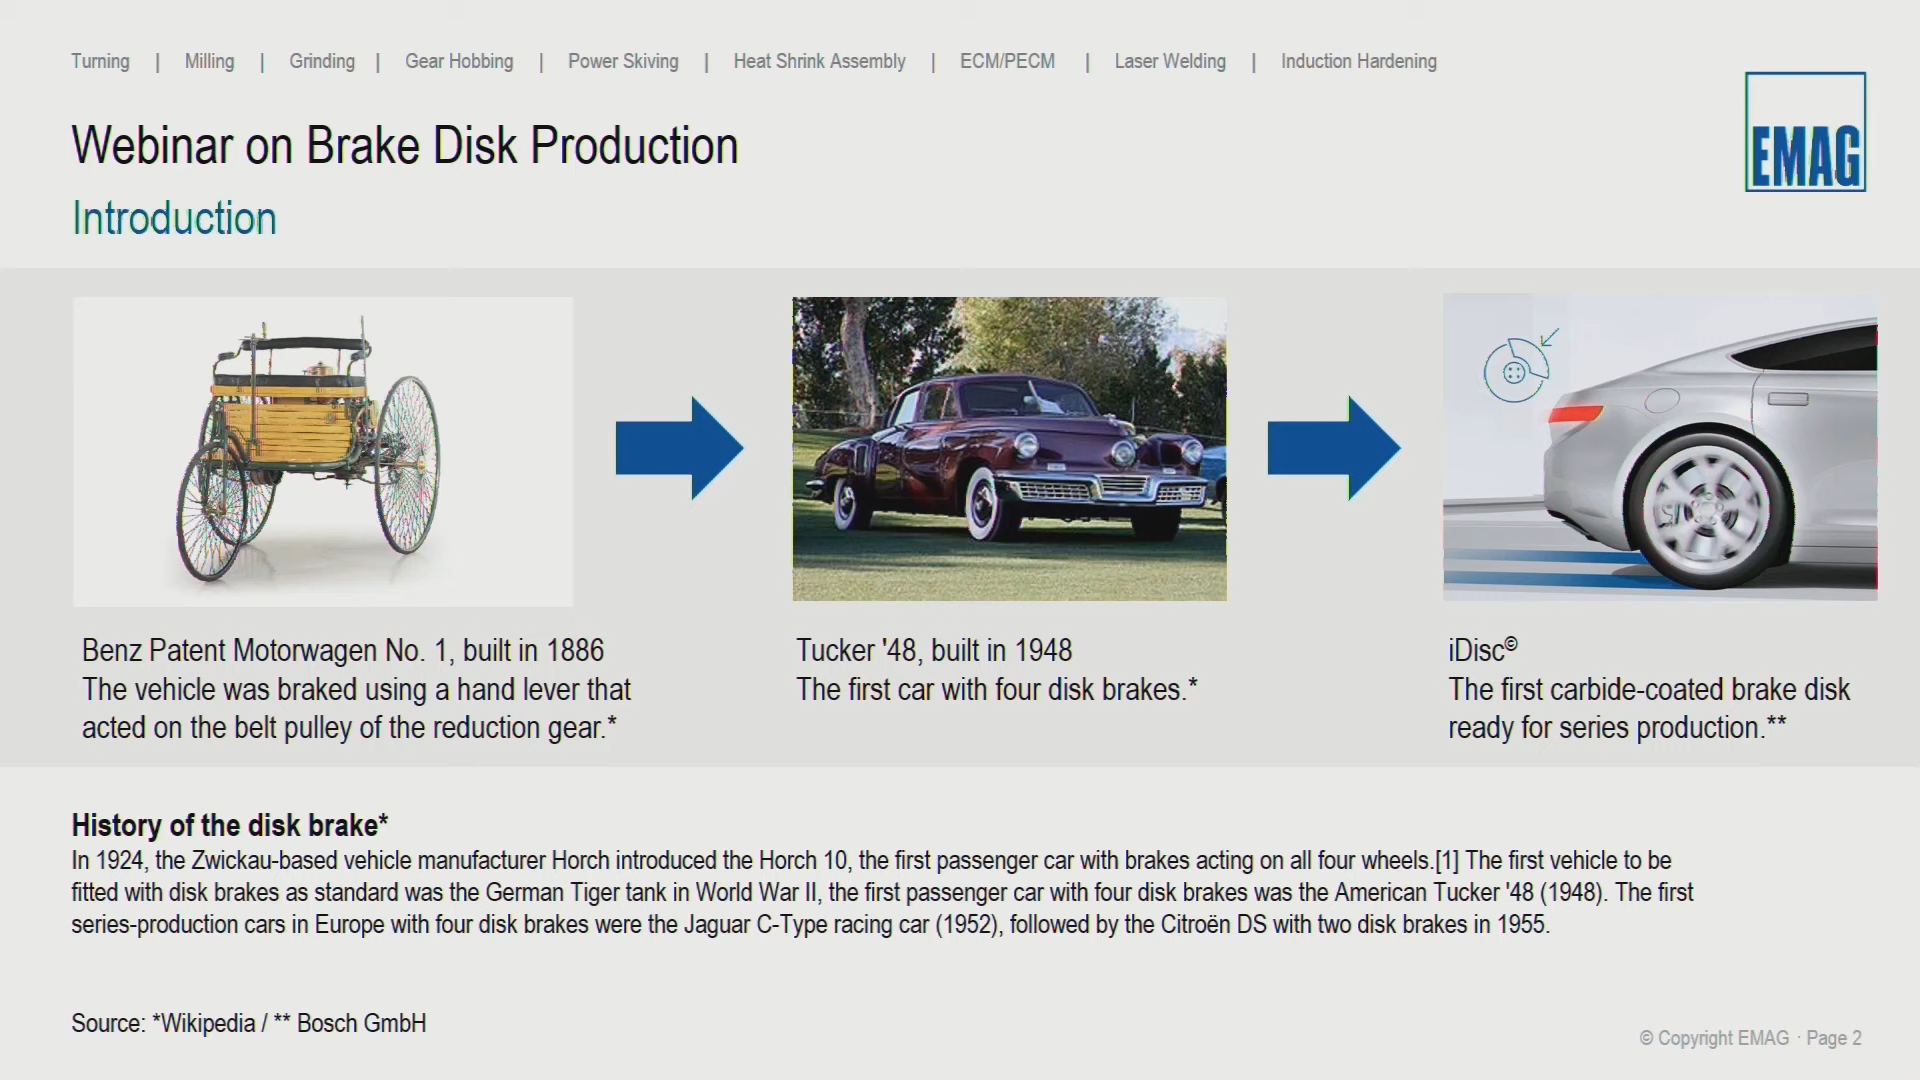 Turning | Milling | Grinding | Gear Hobbing | Power Skiving | Heat Shrink Assembly | ECM/PECM | Laser Welding | Induction Hardening
EMAG
Webinar on Brake Disk Production
Introduction
Benz Patent Motorwagen No. 1, built in 1886
The vehicle was braked using a hand lever that
acted on the belt pulley of the reduction gear.*
Tucker '48, built in 1948
The first car with four disk brakes.*
iDisc©
The first carbide-coated brake disk
ready for series production.**
History of the disk brake*
In 1924, the Zwickau-based vehicle manufacturer Horch introduced the Horch 10, the first passenger car with brakes acting on all four wheels.[1] The first vehicle to be
fitted with disk brakes as standard was the German Tiger tank in World War II, the first passenger car with four disk brakes was the American Tucker '48 (1948). The first
series-production cars in Europe with four disk brakes were the Jaguar C-Type racing car (1952), followed by the Citroën DS with two disk brakes in 1955.
Source: *Wikipedia / ** Bosch GmbH
© Copyright EMAG · Page 2